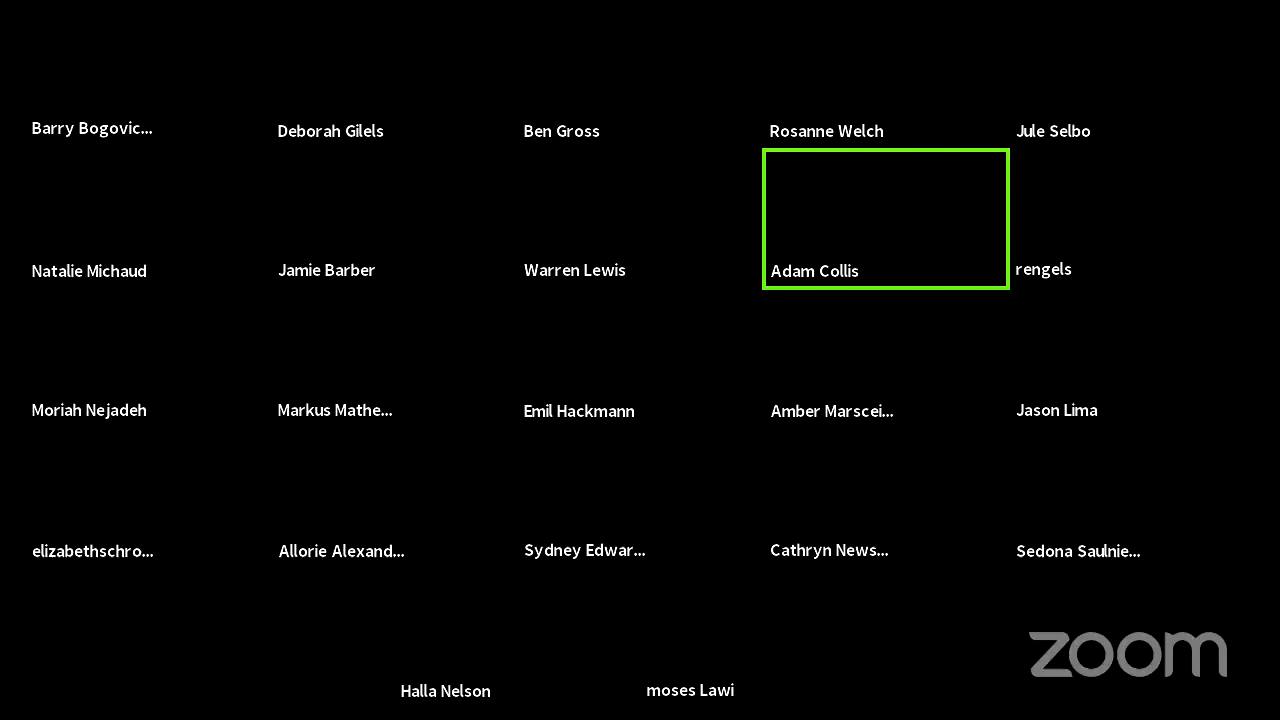 Barry Bogovic...
Deborah Gilels
Ben Gross
Rosanne Welch
Jule Selbo
Natalie Michaud
Jamie Barber
Warren Lewis
Adam Collis
rengels
Moriah Nejadeh
Markus Mathe...
Emil Hackmann
Amber Marscei...
Jason Lima
elizabethschro...
Allorie Alexand...
Sydney Edwar...
Cathryn News...
Sedona Saulnie...
Halla Nelson
moses Lawi
zoom